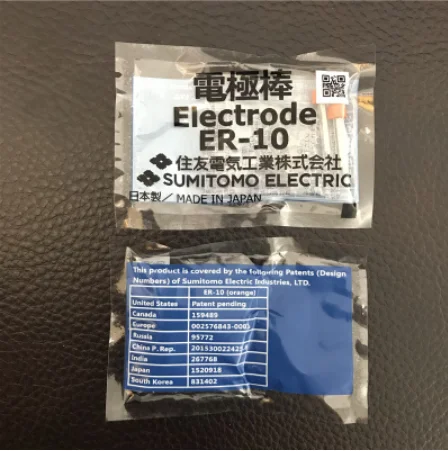 電極棒
Electrode
ER-10
住友電気工業株式会社
SUMITOMO ELECTRIC
日本製／ MADE IN JAPAN
This product is covered by the following Patents (Design
Numbers) of Sumitomo Electric Industries, LTD.
ER-10 (orange)
United States Patent pending
Canada 159489
Europe
Russia 95772
China P. Rep.
India 267768
Japan 1520918
South Korea 831402